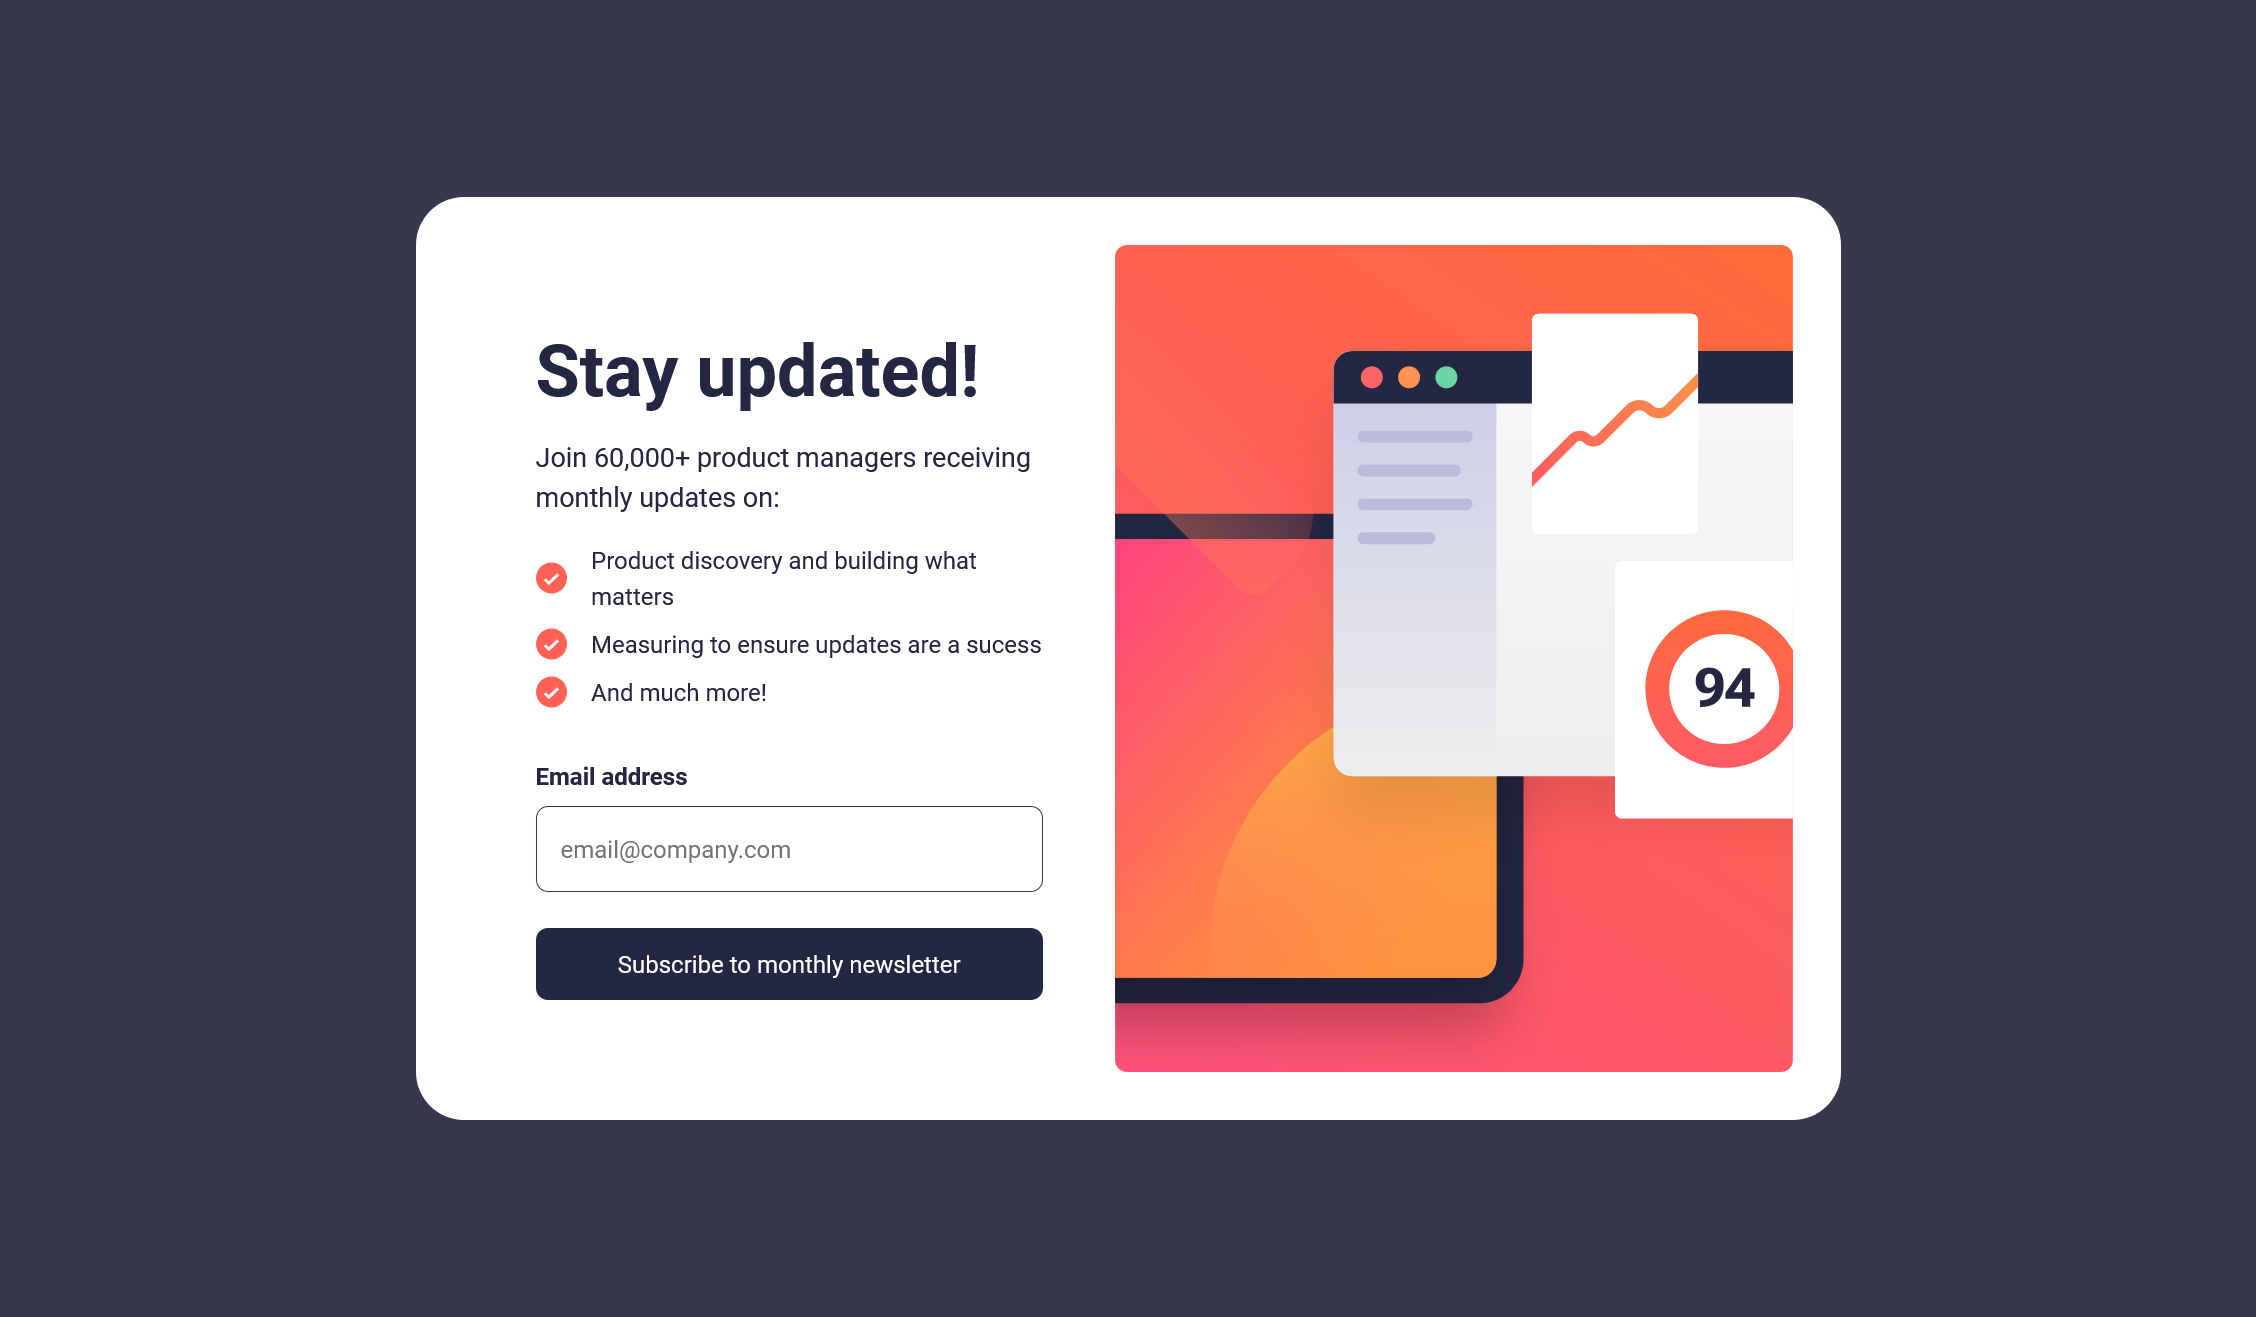 Stay updated!
Join 60,000+ product managers receiving
monthly updates on:
Product discovery and building what
matters
Measuring to ensure updates are a sucess
And much more!
Email address
email@company.com
Subscribe to monthly newsletter
94